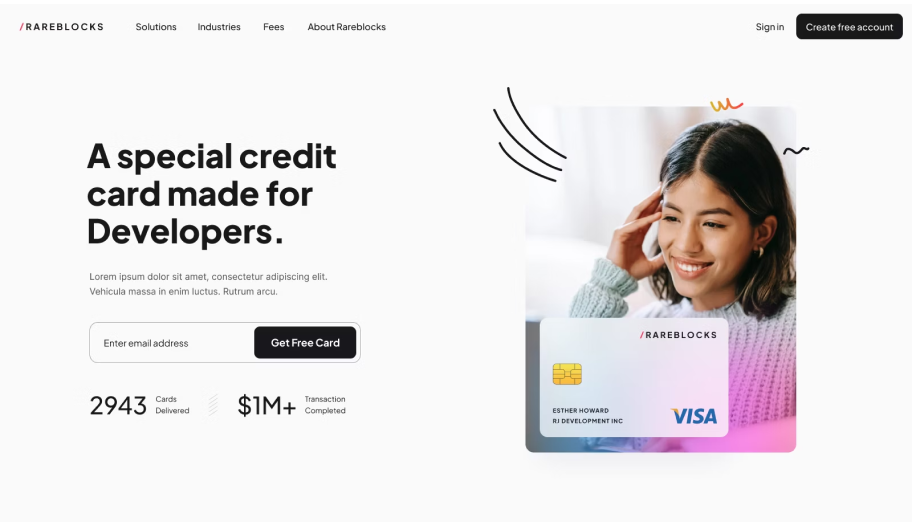 /RAREBLOCKS
Solutions
Industries
Fees
About Rareblocks
Sign in
Create free account
A special credit
card made for
Developers.
Lorem ipsum dolor sit amet, consectetur adipiscing elit.
Vehicula massa in enim luctus. Rutrum arcu.
Enter email address
Get Free Card
2943
Cards
Delivered
$1M+
Transaction
Completed
/RAREBLOCKS
ESTHER HOWARD
RJ DEVELOPMENT INC
VISA